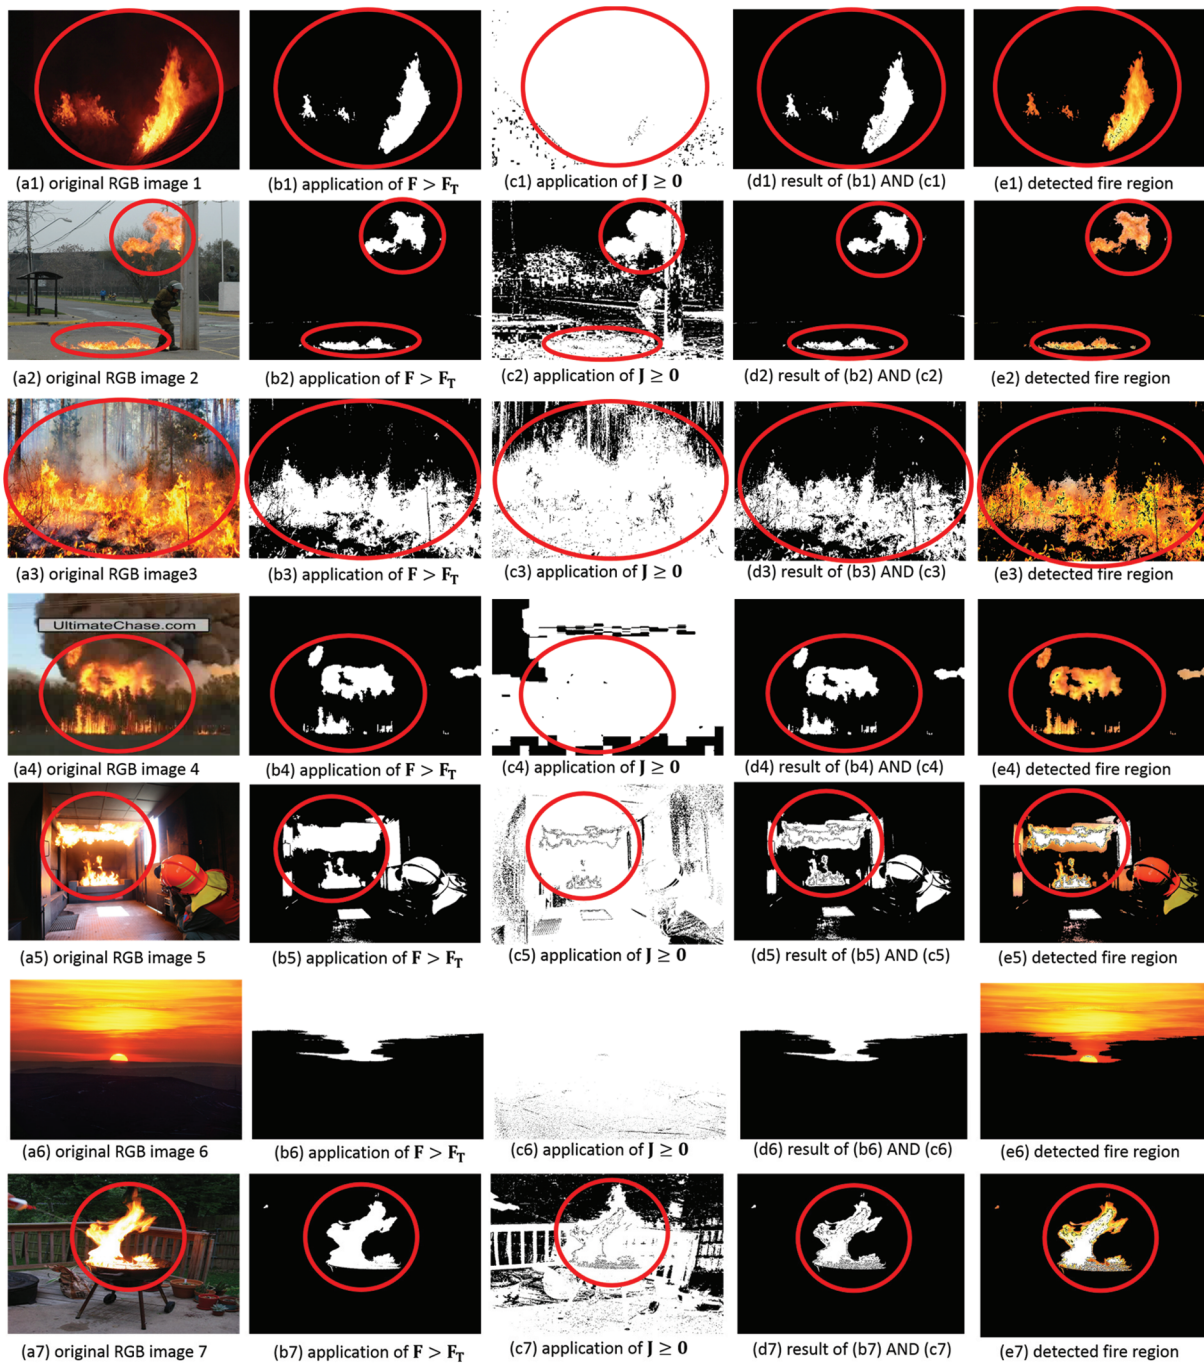 (a1) original RGB image 1 (b1) application of F > F_T (c1) application of J ≥ 0 (d1) result of (b1) AND (c1) (e1) detected fire region
(a2) original RGB image 2 (b2) application of F > F_T (c2) application of J ≥ 0 (d2) result of (b2) AND (c2) (e2) detected fire region
(a3) original RGB image3 (b3) application of F > F_T (c3) application of J ≥ 0 (d3) result of (b3) AND (c3) (e3) detected fire region
UltimateChase.com
(a4) original RGB image 4 (b4) application of F > F_T (c4) application of J ≥ 0 (d4) result of (b4) AND (c4) (e4) detected fire region
(a5) original RGB image 5 (b5) application of F > F_T (c5) application of J ≥ 0 (d5) result of (b5) AND (c5) (e5) detected fire region
(a6) original RGB image 6 (b6) application of F > F_T (c6) application of J ≥ 0 (d6) result of (b6) AND (c6) (e6) detected fire region
(a7) original RGB image 7 (b7) application of F > F_T (c7) application of J ≥ 0 (d7) result of (b7) AND (c7) (e7) detected fire region